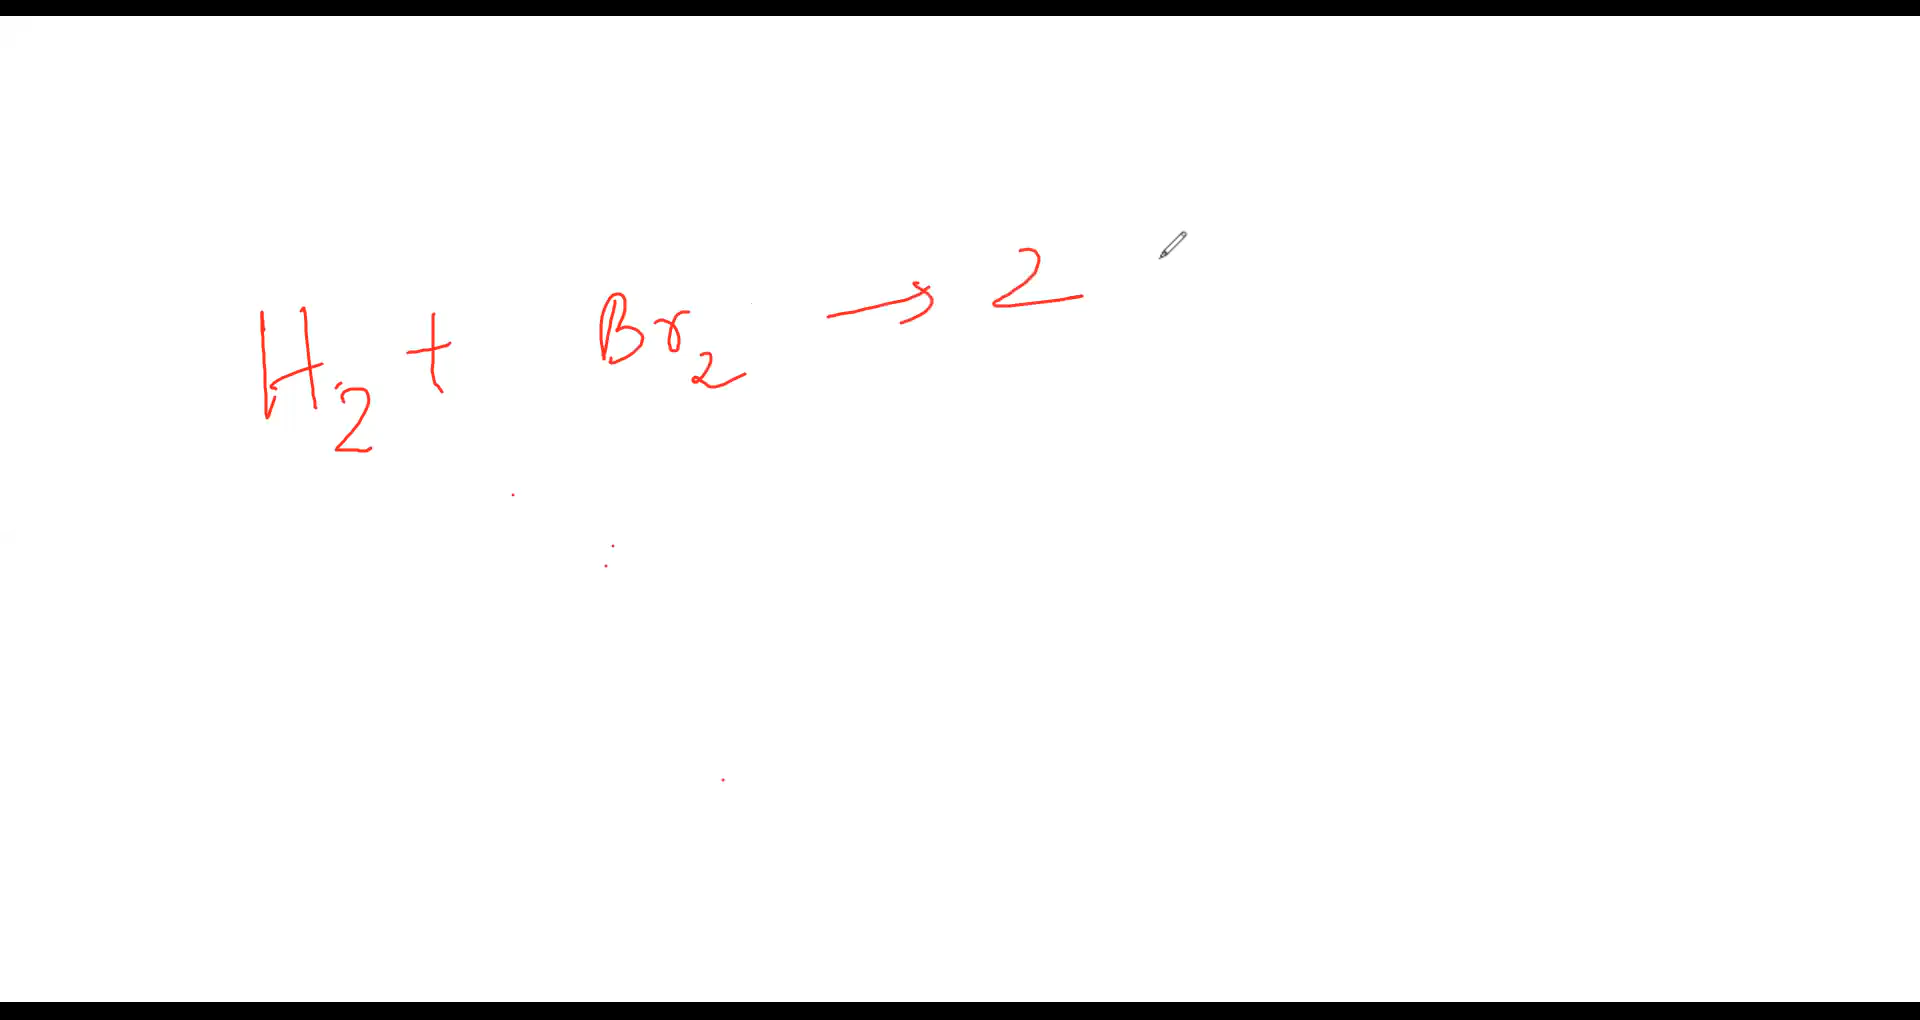 H₂ + Br₂ → 2